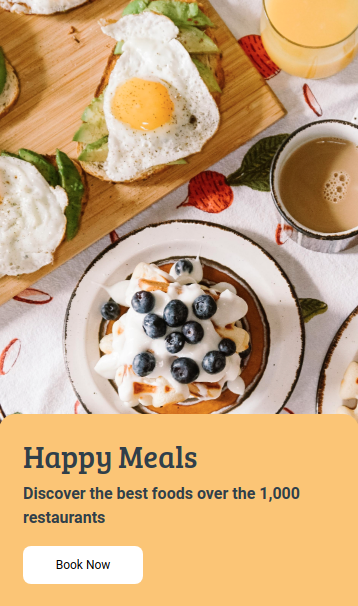 Happy Meals
Discover the best foods over the 1,000
restaurants
Book Now